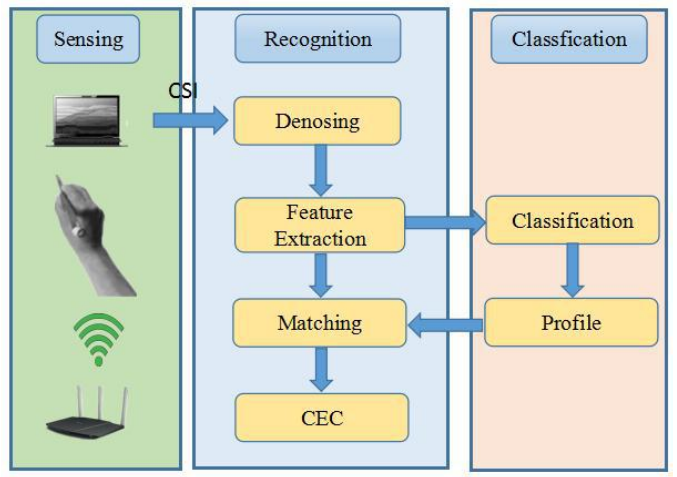 Sensing
Recognition
Classfication
CSI
Denosing
Feature
Extraction
Classification
Matching
Profile
CEC